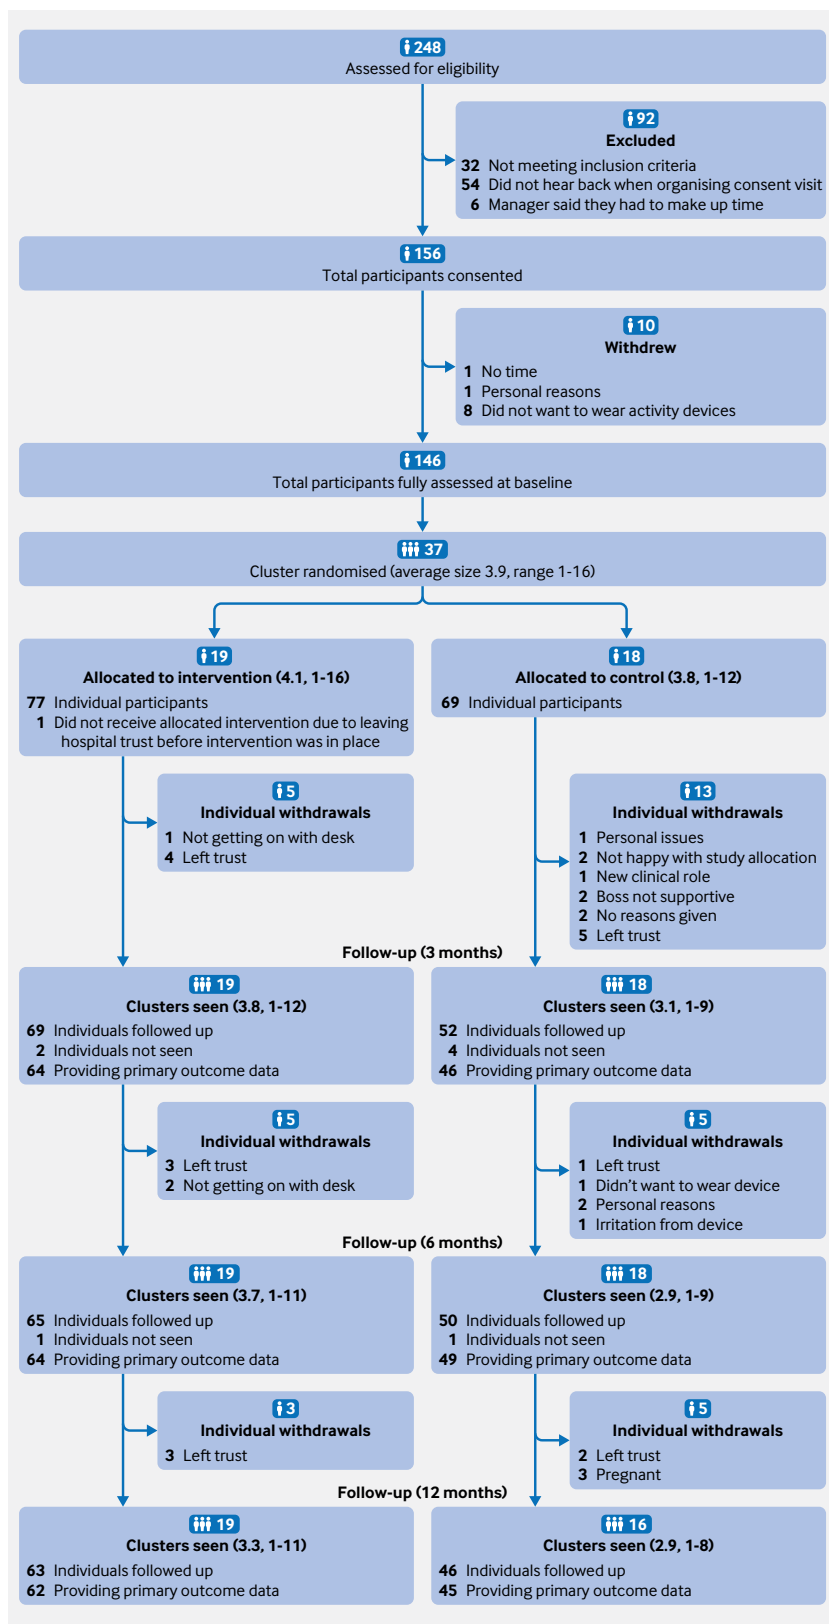 248
Assessed for eligibility
92
Excluded
32 Not meeting inclusion criteria
54 Did not hear back when organising consent visit
6 Manager said they had to make up time
156
Total participants consented
10
Withdrew
1 No time
1 Personal reasons
8 Did not want to wear activity devices
146
Total participants fully assessed at baseline
37
Cluster randomised (average size 3.9, range 1-16)
19
Allocated to intervention (4.1, 1-16)
77 Individual participants
1 Did not receive allocated intervention due to leaving
hospital trust before intervention was in place
18
Allocated to control (3.8, 1-12)
69 Individual participants
5
Individual withdrawals
1 Not getting on with desk
4 Left trust
13
Individual withdrawals
1 Personal issues
2 Not happy with study allocation
1 New clinical role
2 Boss not supportive
2 No reasons given
5 Left trust
Follow-up (3 months)
19
Clusters seen (3.8, 1-12)
69 Individuals followed up
2 Individuals not seen
64 Providing primary outcome data
18
Clusters seen (3.1, 1-9)
52 Individuals followed up
4 Individuals not seen
46 Providing primary outcome data
5
Individual withdrawals
3 Left trust
2 Not getting on with desk
5
Individual withdrawals
1 Left trust
1 Didn't want to wear device
2 Personal reasons
1 Irritation from device
Follow-up (6 months)
19
Clusters seen (3.7, 1-11)
65 Individuals followed up
1 Individuals not seen
64 Providing primary outcome data
18
Clusters seen (2.9, 1-9)
50 Individuals followed up
1 Individuals not seen
49 Providing primary outcome data
3
Individual withdrawals
3 Left trust
5
Individual withdrawals
2 Left trust
3 Pregnant
Follow-up (12 months)
19
Clusters seen (3.3, 1-11)
63 Individuals followed up
62 Providing primary outcome data
16
Clusters seen (2.9, 1-8)
46 Individuals followed up
45 Providing primary outcome data